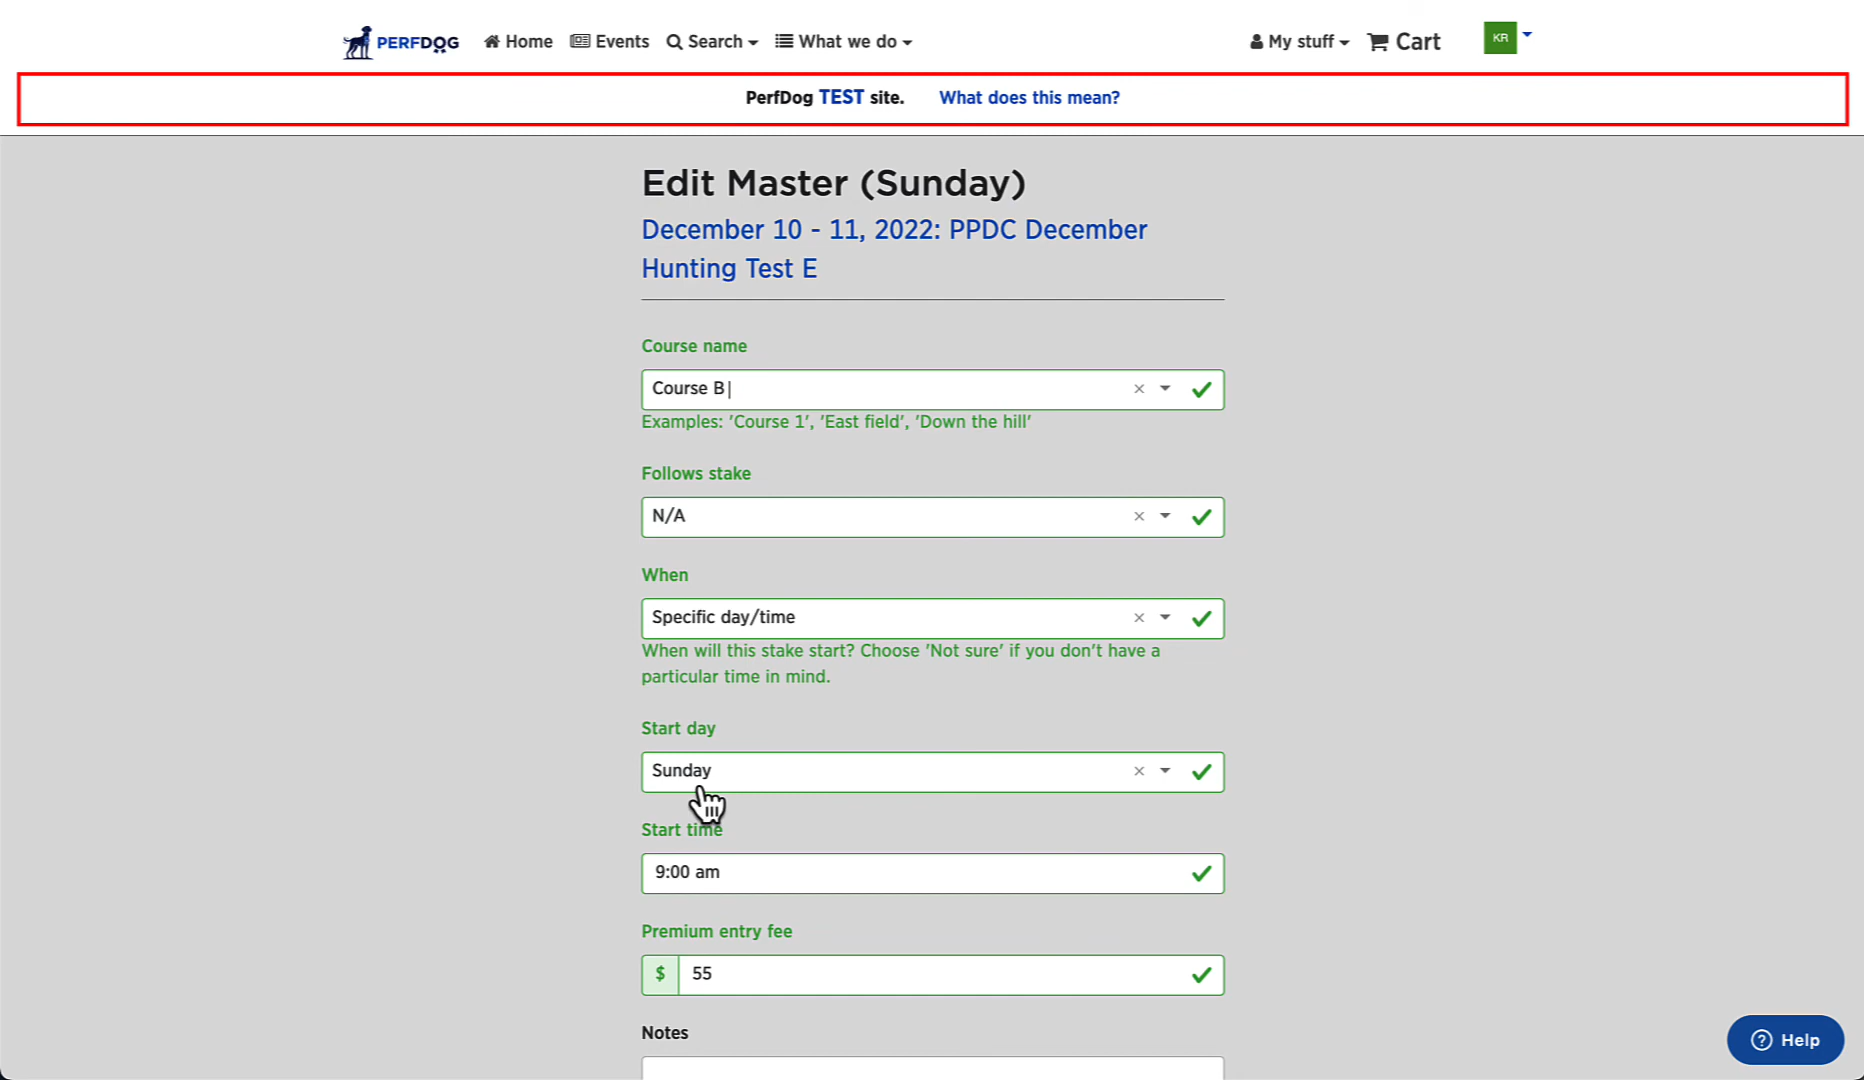 PERFDOG Home Events Search What we do My stuff Cart KR
PerfDog TEST site. What does this mean?
Edit Master (Sunday)
December 10 - 11, 2022: PPDC December
Hunting Test E
Course name
Course B
Examples: 'Course 1', 'East field', 'Down the hill'
Follows stake
N/A
When
Specific day/time
When will this stake start? Choose 'Not sure' if you don't have a
particular time in mind.
Start day
Sunday
Start time
9:00 am
Premium entry fee
$ 55
Notes
Help